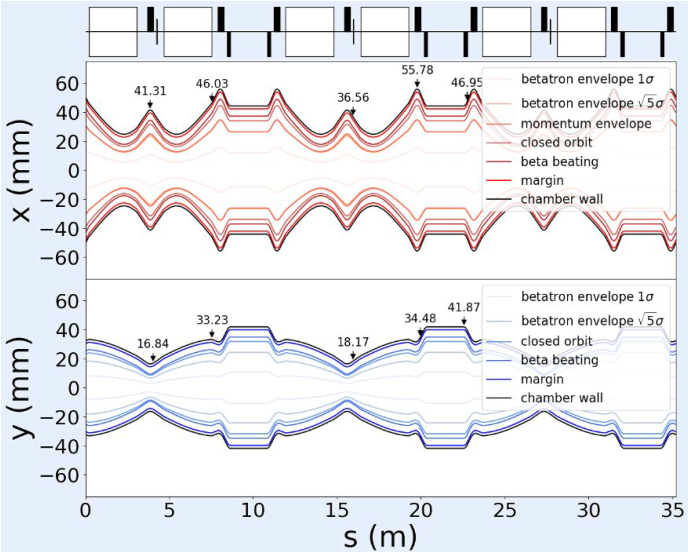 41.31
46.03
36.56
55.78
46.95
betatron envelope 1σ
betatron envelope √5σ
momentum envelope
closed orbit
beta beating
margin
chamber wall
60
40
20
0
−20
−40
−60
x (mm)
16.84
33.23
18.17
34.48
41.87
betatron envelope 1σ
betatron envelope √5σ
closed orbit
beta beating
margin
chamber wall
60
40
20
0
−20
−40
−60
y (mm)
0 5 10 15 20 25 30 35
s (m)